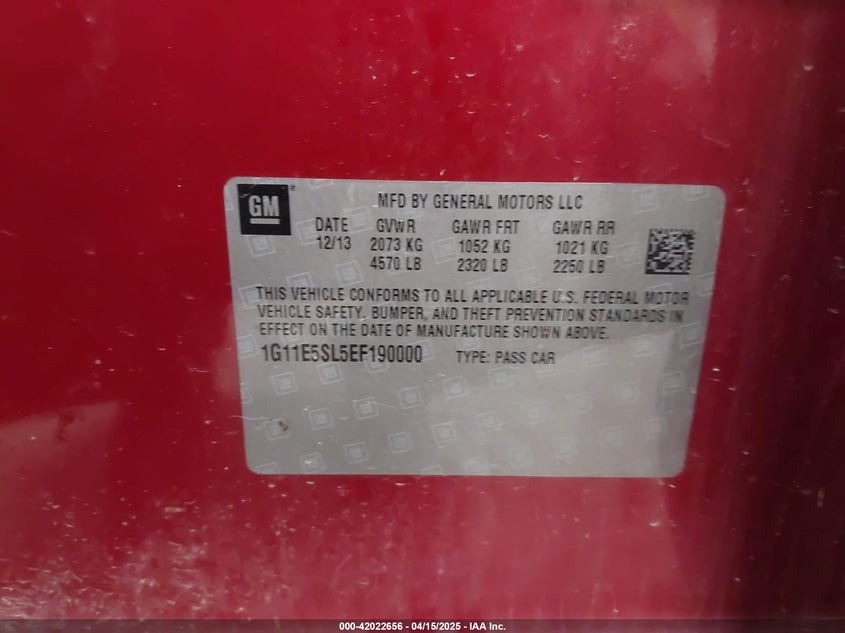 GM
MFD BY GENERAL MOTORS LLC
DATE GVWR GAWR FRT GAWR RR
12/13 2073 KG 1052 KG 1021 KG
4570 LB 2320 LB 2250 LB
THIS VEHICLE CONFORMS TO ALL APPLICABLE U.S. FEDERAL MOTOR
VEHICLE SAFETY, BUMPER, AND THEFT PREVENTION STANDARDS IN
EFFECT ON THE DATE OF MANUFACTURE SHOWN ABOVE.
1G11E5SL5EF190000 TYPE: PASS CAR
000-42022656 - 04/15/2025 - IAA Inc.